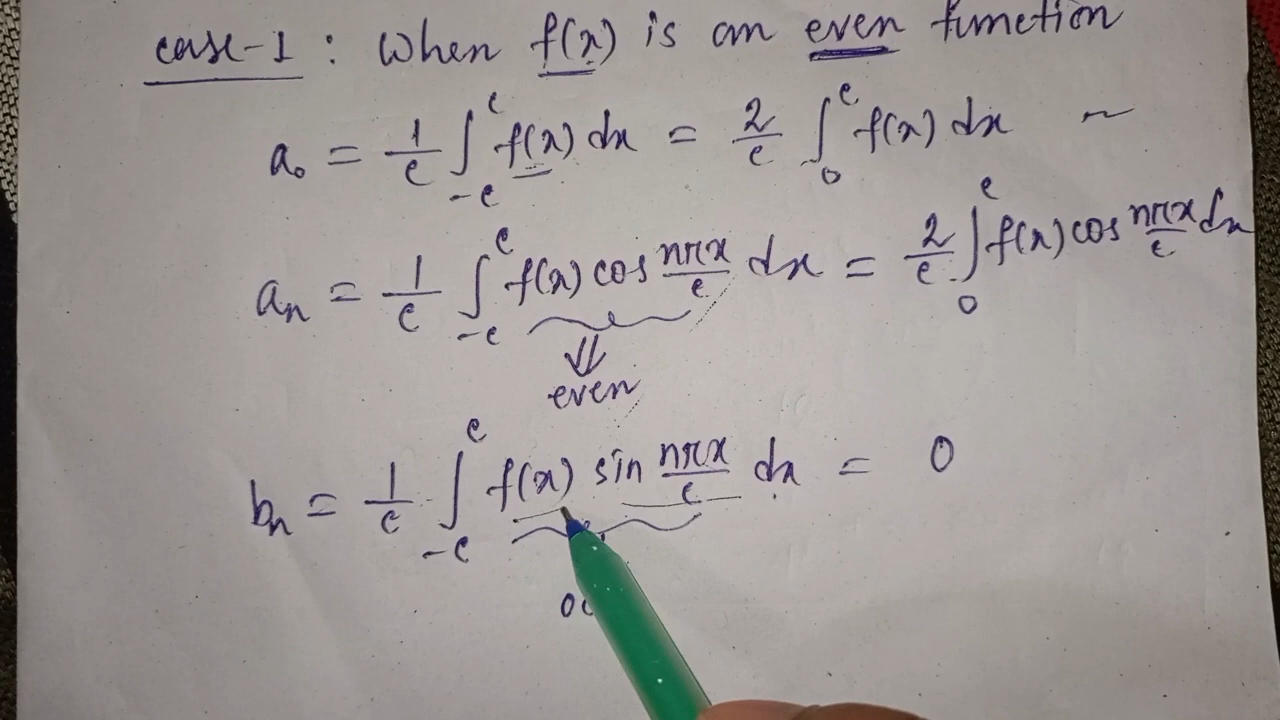 case-1 : When f(x) is an even function
a₀ = 1/c ∫₋c^c f(x) dx = 2/c ∫₀^c f(x) dx ~
aₙ = 1/c ∫₋c^c f(x) cos nπx/c dx = 2/c ∫₀^c f(x) cos nπx/c dx
⇓
even
bₙ = 1/c ∫₋c^c f(x) sin nπx/c dx = 0